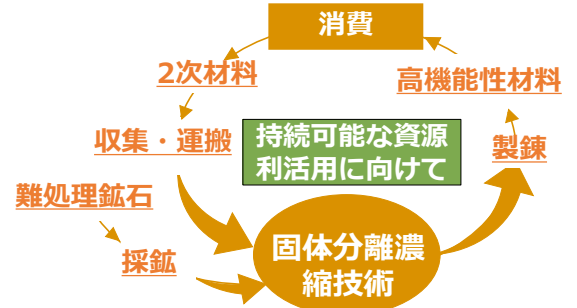 消費
2次材料
高機能性材料
収集・運搬
持続可能な資源
利活用に向けて
製錬
難処理鉱石
採鉱
固体分離濃
縮技術